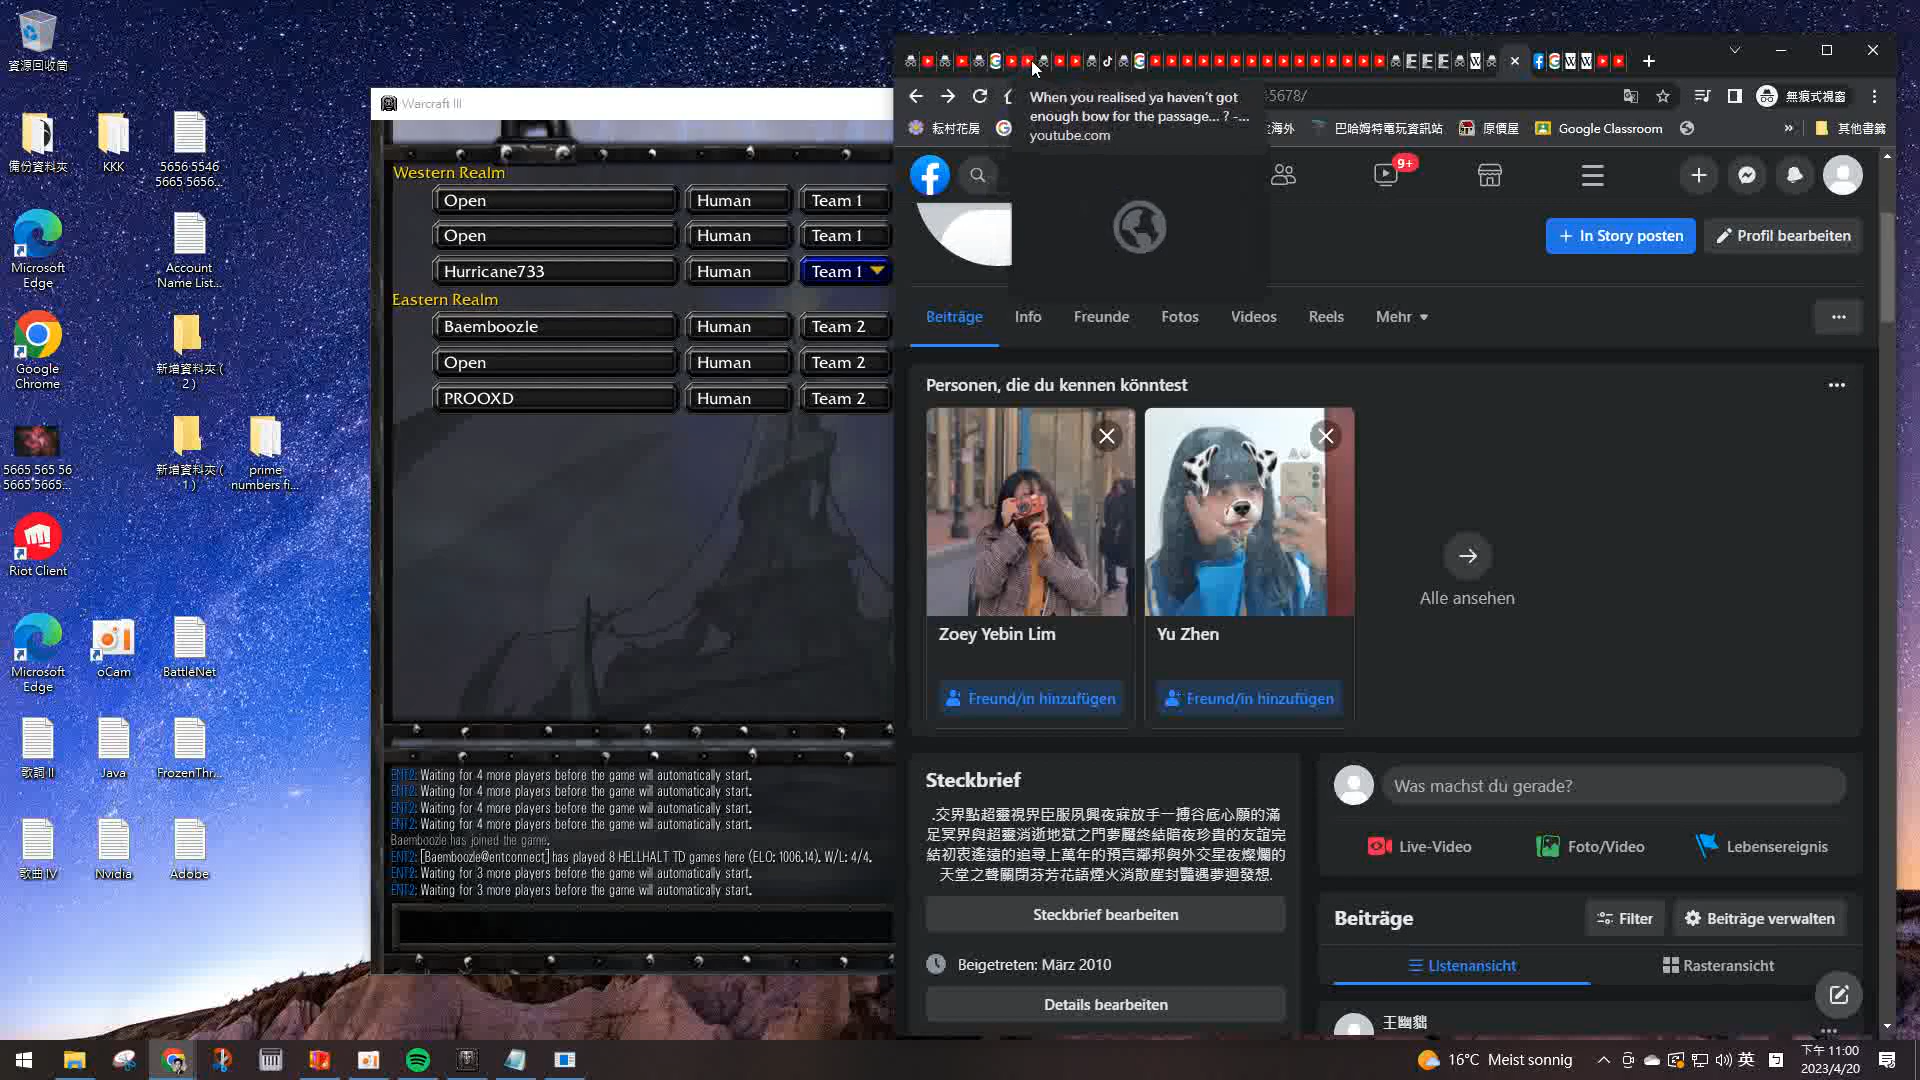 資源回收筒
備份資料夾
KKK
5656 5546
5665 5656...
Microsoft
Edge
Account
Name List...
Google
Chrome
新增資料夾 (
2 )
5665 565 56
5665 5665...
新增資料夾 (
1 )
prime
numbers fi...
Riot Client
Microsoft
Edge
oCam
BattleNet
歌詞 II
Java
FrozenThr...
歌曲 IV
Nvidia
Adobe
Warcraft III
Western Realm
Open Human Team 1
Open Human Team 1
Hurricane733 Human Team 1
Eastern Realm
Baemboozle Human Team 2
Open Human Team 2
PROOXD Human Team 2
ENT2: Waiting for 4 more players before the game will automatically start.
ENT2: Waiting for 4 more players before the game will automatically start.
ENT2: Waiting for 4 more players before the game will automatically start.
ENT2: Waiting for 4 more players before the game will automatically start.
Baemboozle has joined the game.
ENT2: [Baemboozle@entconnect] has played 8 HELLHALT TD games here (ELO: 1006.14). W/L: 4/4.
ENT2: Waiting for 3 more players before the game will automatically start.
ENT2: Waiting for 3 more players before the game will automatically start.
5678/
無痕式視窗
When you realised ya haven't got
enough bow for the passage... ? -...
youtube.com
耘村花房
海外
巴哈姆特電玩資訊站
原價屋
Google Classroom
»
其他書籤
9+
+ In Story posten
Profil bearbeiten
Beiträge Info Freunde Fotos Videos Reels Mehr
Personen, die du kennen könntest
Zoey Yebin Lim
Yu Zhen
Freund/in hinzufügen
Freund/in hinzufügen
Alle ansehen
Steckbrief
.交界點超靈視界臣服夙興夜寐放手一搏谷底心願的滿
足冥界與超靈消逝地獄之門夢魘終結暗夜珍貴的友誼完
結初衷遙遠的追尋上萬年的預言鄰邦與外交星夜燦爛的
天堂之聲關閉芬芳花語煙火消散塵封豔遇夢迴發想.
Steckbrief bearbeiten
Beigetreten: März 2010
Details bearbeiten
Was machst du gerade?
Live-Video
Foto/Video
Lebensereignis
Beiträge
Filter
Beiträge verwalten
Listenansicht
Rasteransicht
王幽貔
16°C Meist sonnig
英
下午 11:00
2023/4/20